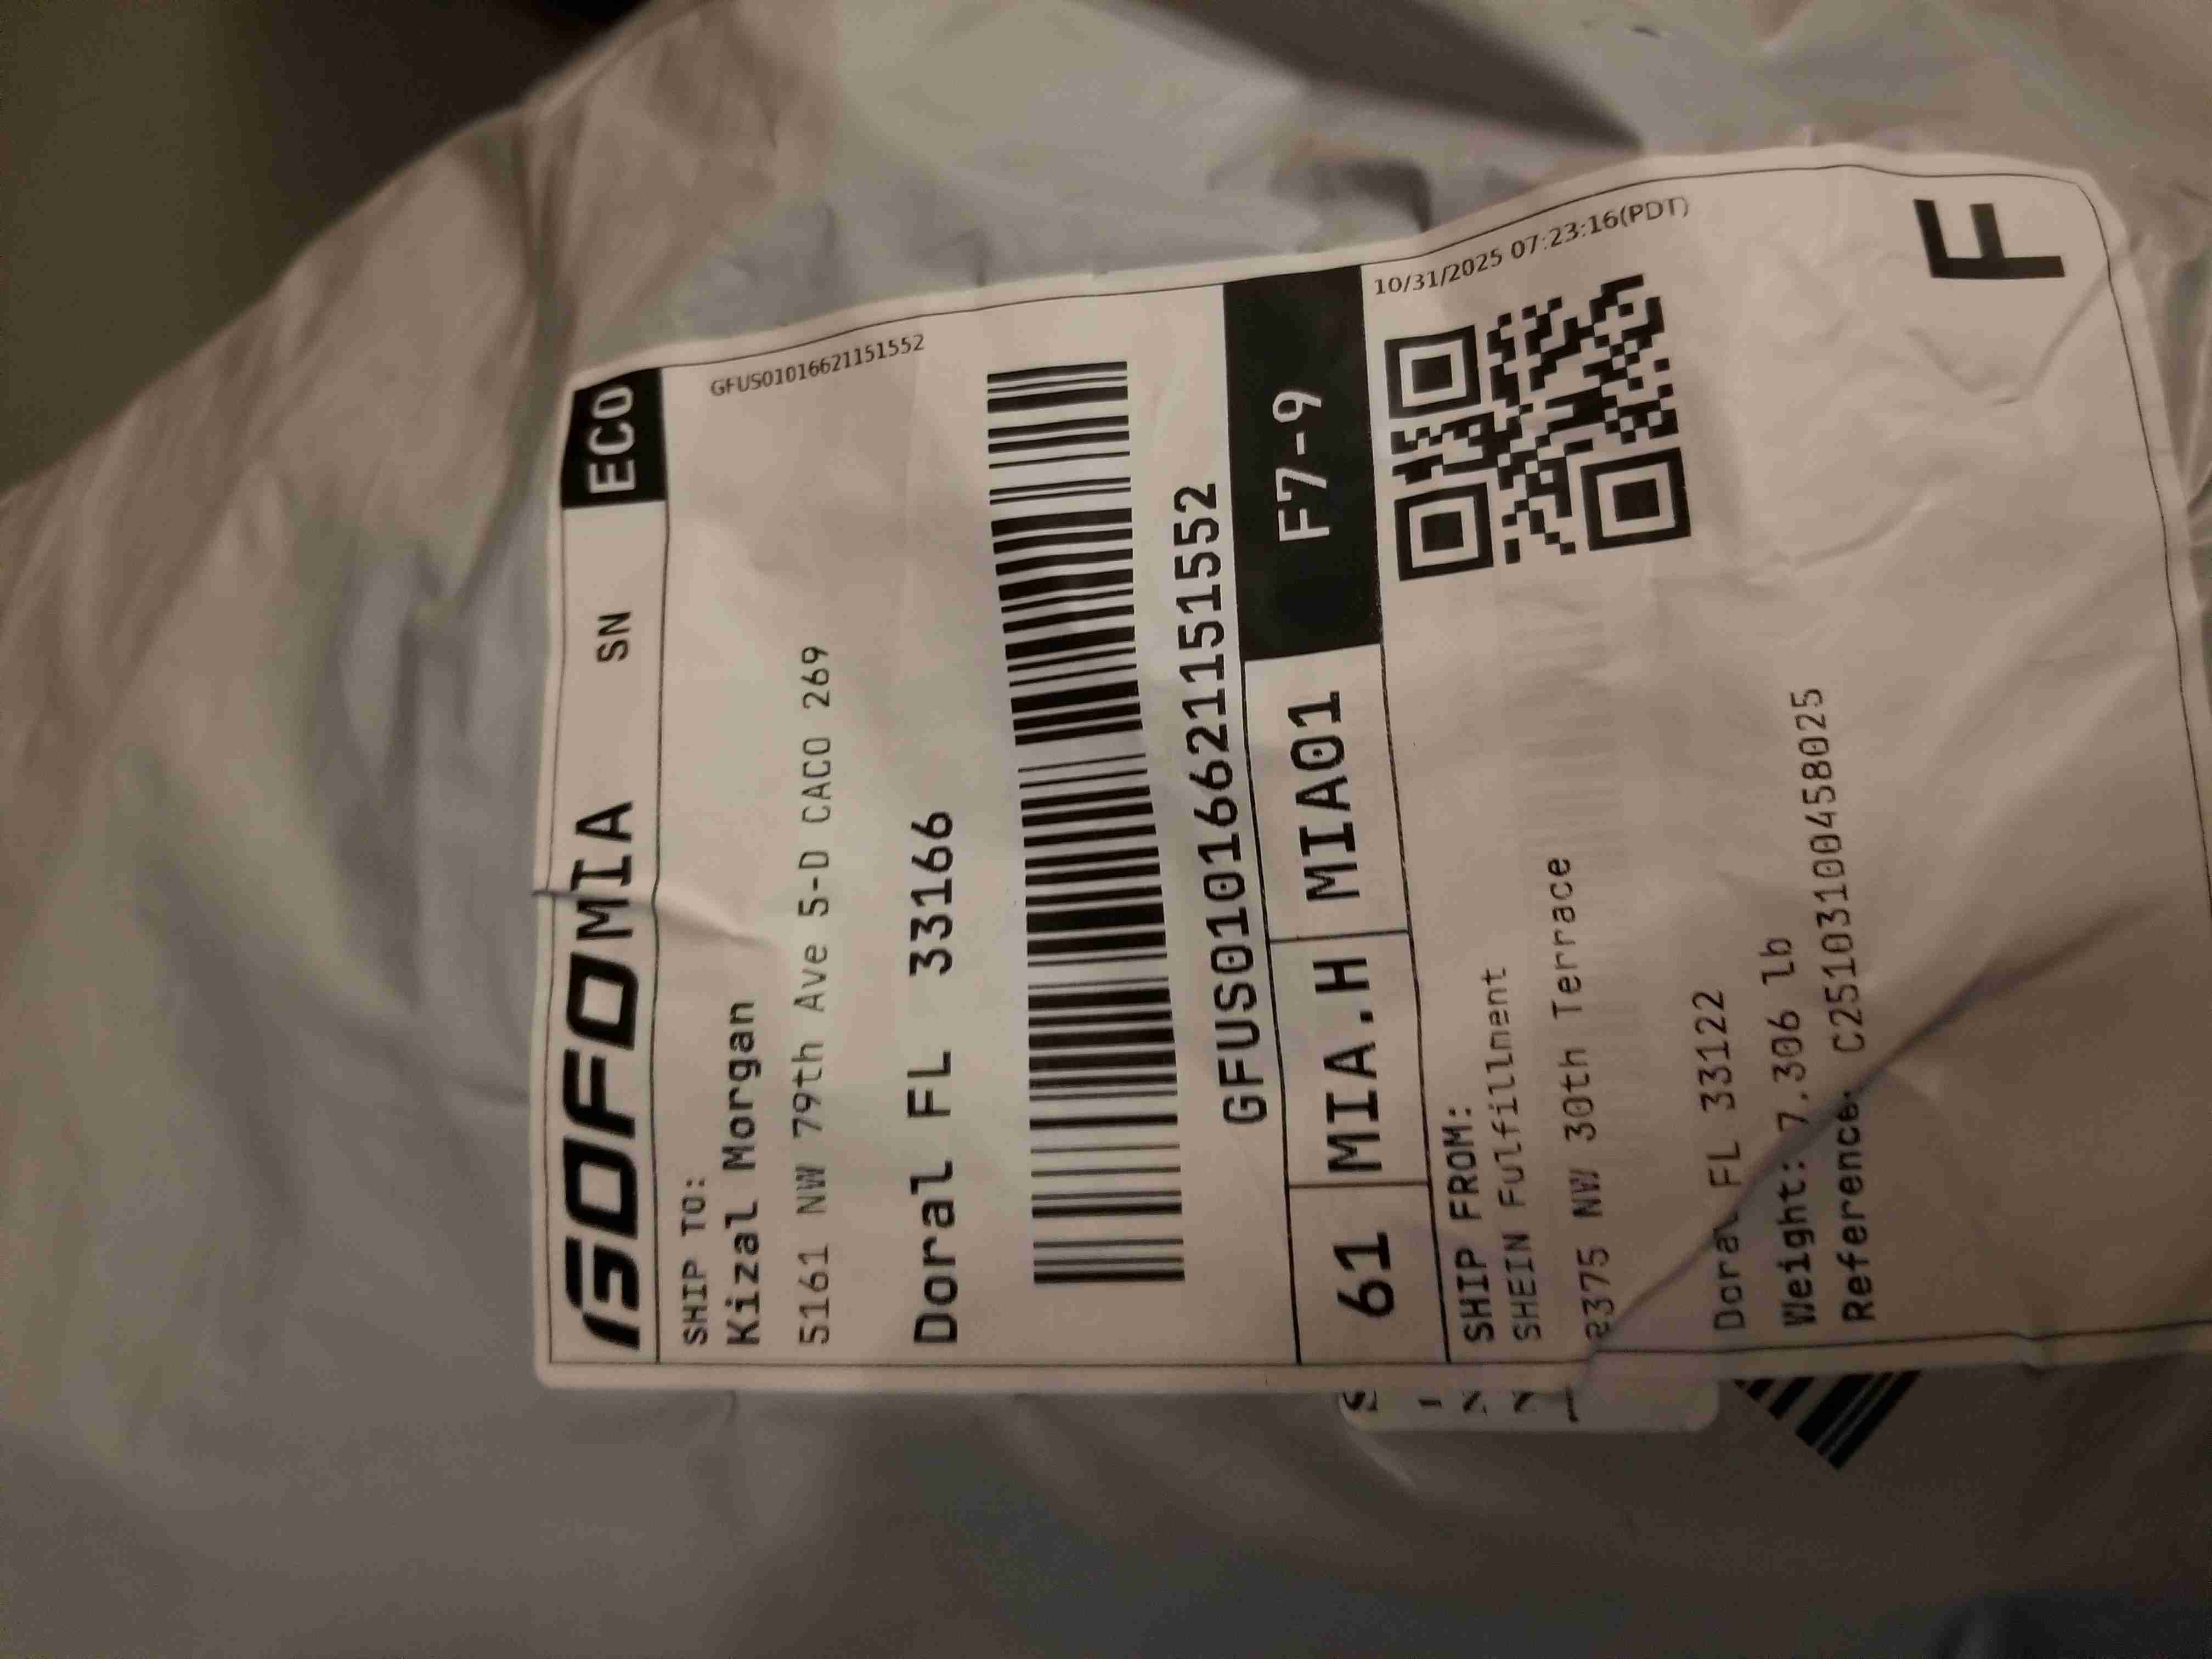 GOFO MIA SN ECO
GFUS01016621151552
SHIP TO:
Kizal Morgan
5161 NW 79th Ave 5-D CACO 269
Doral FL 33166
GFUS01016621151552
61 MIA.H MIA01 F7-9
10/31/2025 07:23:16(PDT)
SHIP FROM:
SHEIN Fulfillment
8375 NW 30th Terrace
Doral FL 33122
Weight: 7.306 lb
Reference: C25103100458025
F